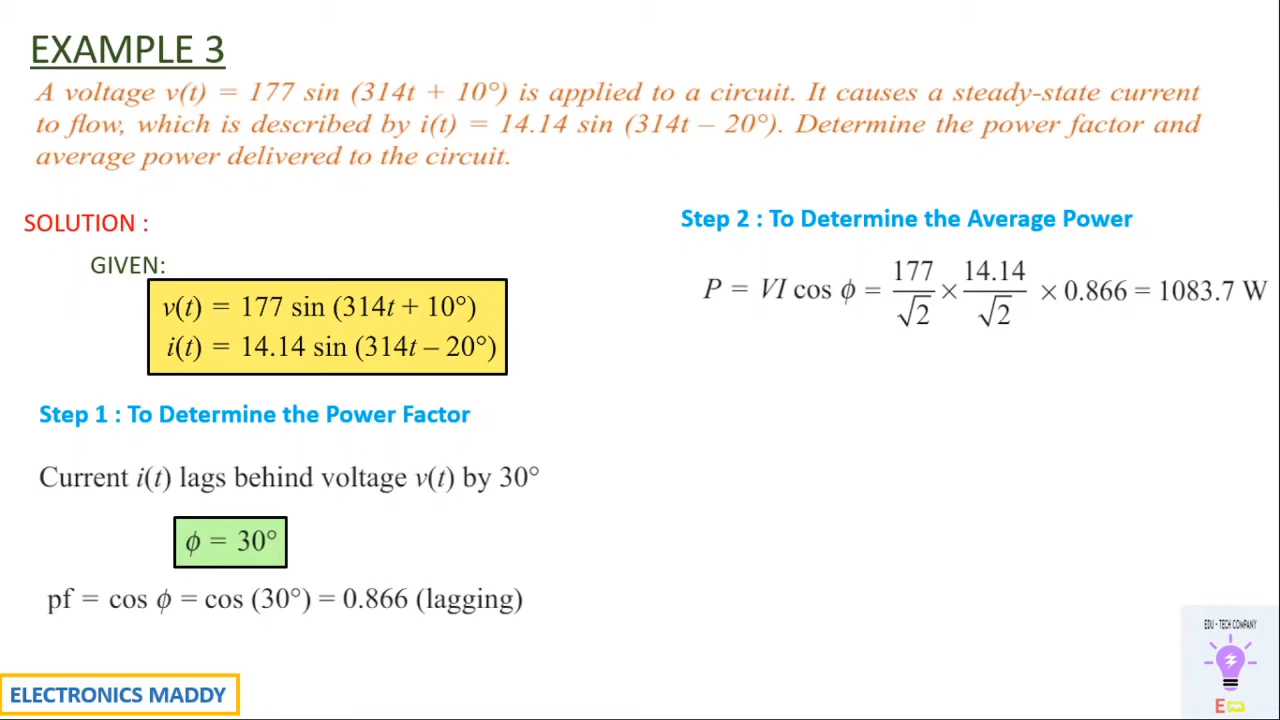 EXAMPLE 3
A voltage v(t) = 177 sin (314t + 10°) is applied to a circuit. It causes a steady-state current
to flow, which is described by i(t) = 14.14 sin (314t – 20°). Determine the power factor and
average power delivered to the circuit.
SOLUTION :
GIVEN:
v(t) = 177 sin (314t + 10°)
i(t) = 14.14 sin (314t – 20°)
Step 1 : To Determine the Power Factor
Current i(t) lags behind voltage v(t) by 30°
ϕ = 30°
pf = cos ϕ = cos (30°) = 0.866 (lagging)
Step 2 : To Determine the Average Power
P = VI cos ϕ = 177/√2 × 14.14/√2 × 0.866 = 1083.7 W
ELECTRONICS MADDY
EDU - TECH COMPANY